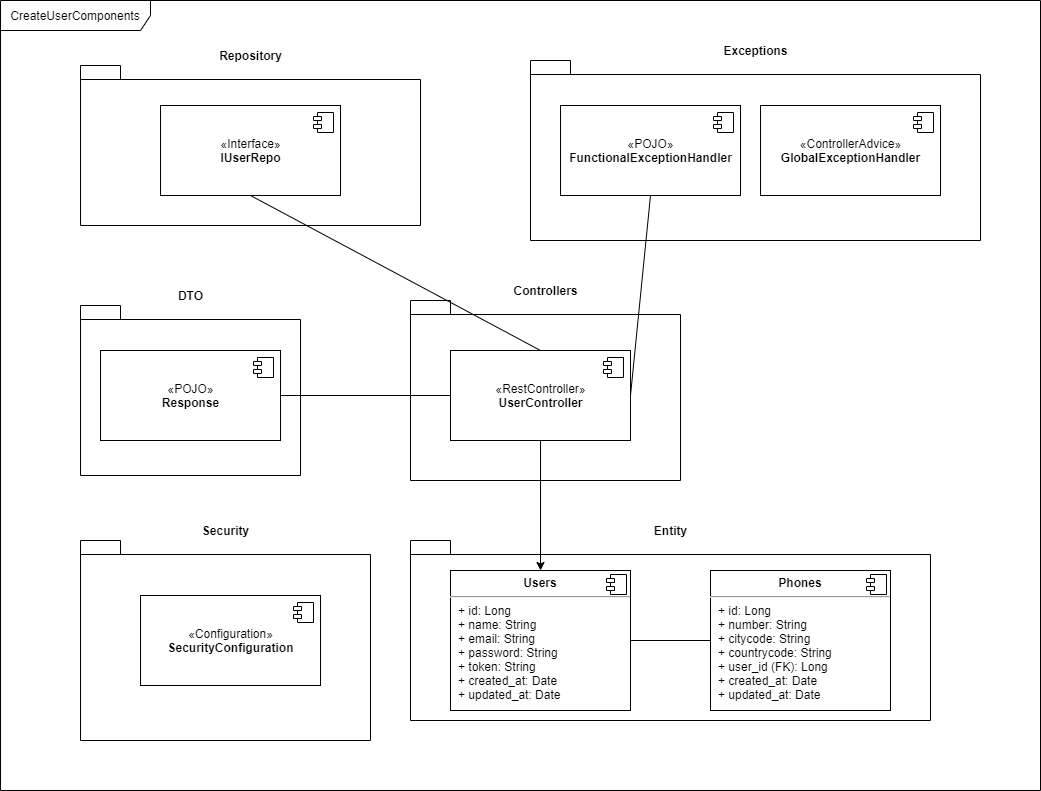 CreateUserComponents
Repository
«Interface»
IUserRepo
Exceptions
«POJO»
FunctionalExceptionHandler
«ControllerAdvice»
GlobalExceptionHandler
DTO
«POJO»
Response
Controllers
«RestController»
UserController
Security
«Configuration»
SecurityConfiguration
Entity
Users
+ id: Long
+ name: String
+ email: String
+ password: String
+ token: String
+ created_at: Date
+ updated_at: Date
Phones
+ id: Long
+ number: String
+ citycode: String
+ countrycode: String
+ user_id (FK): Long
+ created_at: Date
+ updated_at: Date